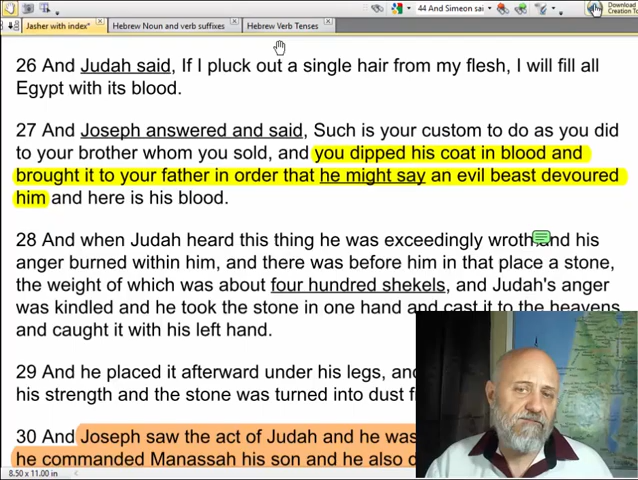 44 And Simeon sai
Download
Creation To
Jasher with index*
Hebrew Noun and verb suffixes
Hebrew Verb Tenses
26 And Judah said, If I pluck out a single hair from my flesh, I will fill all
Egypt with its blood.
27 And Joseph answered and said, Such is your custom to do as you did
to your brother whom you sold, and you dipped his coat in blood and
brought it to your father in order that he might say an evil beast devoured
him and here is his blood.
28 And when Judah heard this thing he was exceedingly wroth and his
anger burned within him, and there was before him in that place a stone,
the weight of which was about four hundred shekels, and Judah's anger
was kindled and he took the stone in one hand and cast it to the heavens
and caught it with his left hand.
29 And he placed it afterward under his legs, and
his strength and the stone was turned into dust
30 And Joseph saw the act of Judah and he was
he commanded Manassah his son and he also
8.50 x 11.00 in